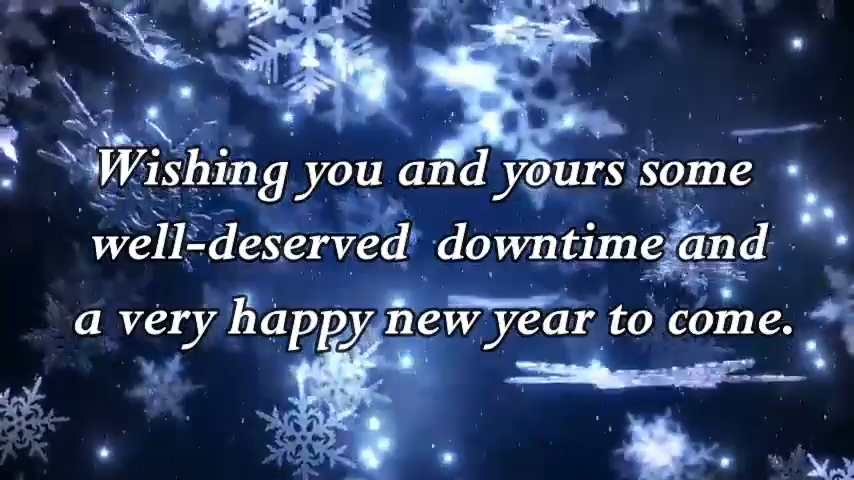 Wishing you and yours some
well-deserved downtime and
a very happy new year to come.